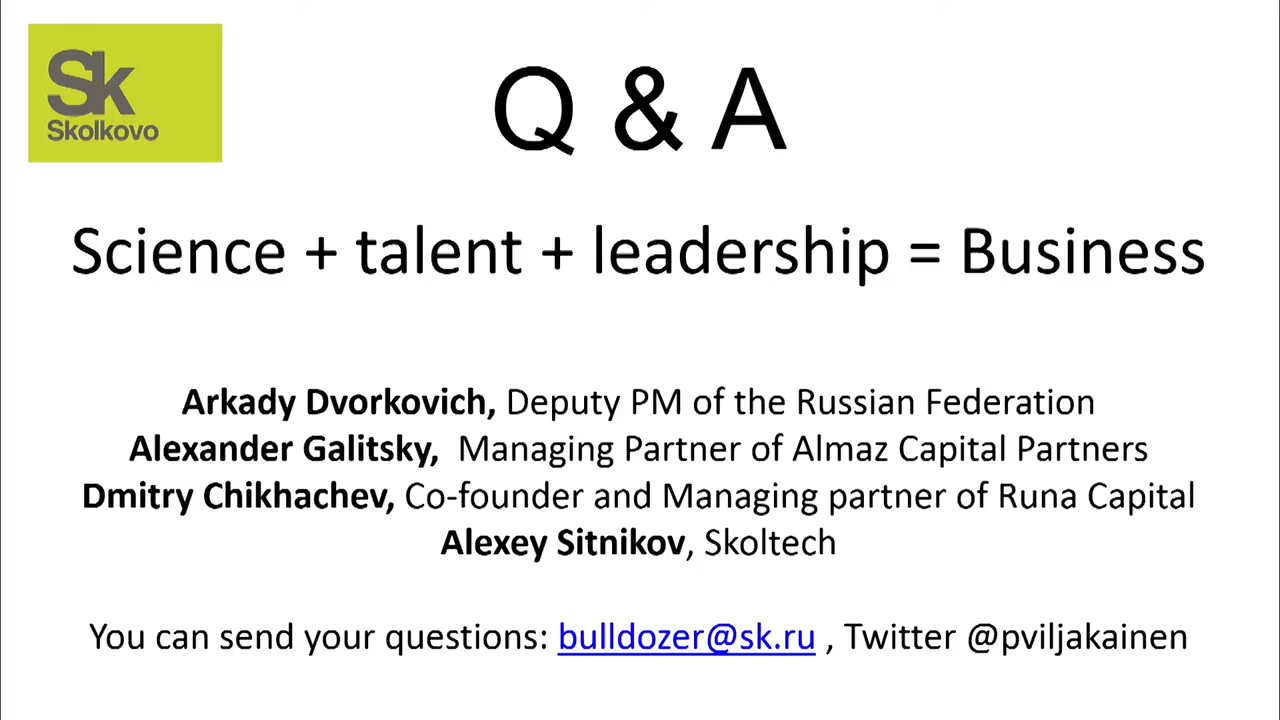 Sk
Skolkovo
Q & A
Science + talent + leadership = Business
Arkady Dvorkovich, Deputy PM of the Russian Federation
Alexander Galitsky, Managing Partner of Almaz Capital Partners
Dmitry Chikhachev, Co-founder and Managing partner of Runa Capital
Alexey Sitnikov, Skoltech
You can send your questions: bulldozer@sk.ru , Twitter @pviljakainen